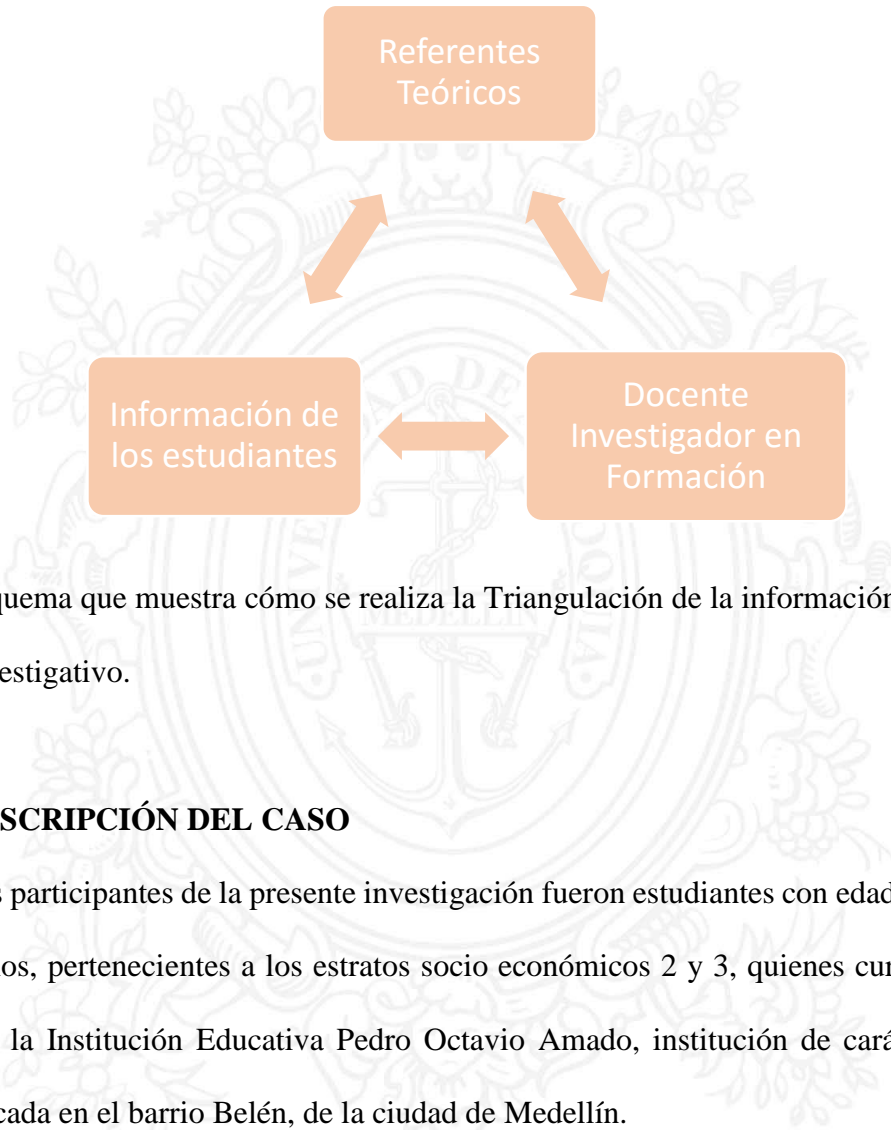 Referentes
Teóricos
Información de
los estudiantes
Docente
Investigador en
Formación
quema que muestra cómo se realiza la Triangulación de la información
estigativo.
SCRIPCIÓN DEL CASO
s participantes de la presente investigación fueron estudiantes con edad
os, pertenecientes a los estratos socio económicos 2 y 3, quienes cur
la Institución Educativa Pedro Octavio Amado, institución de cará
cada en el barrio Belén, de la ciudad de Medellín.